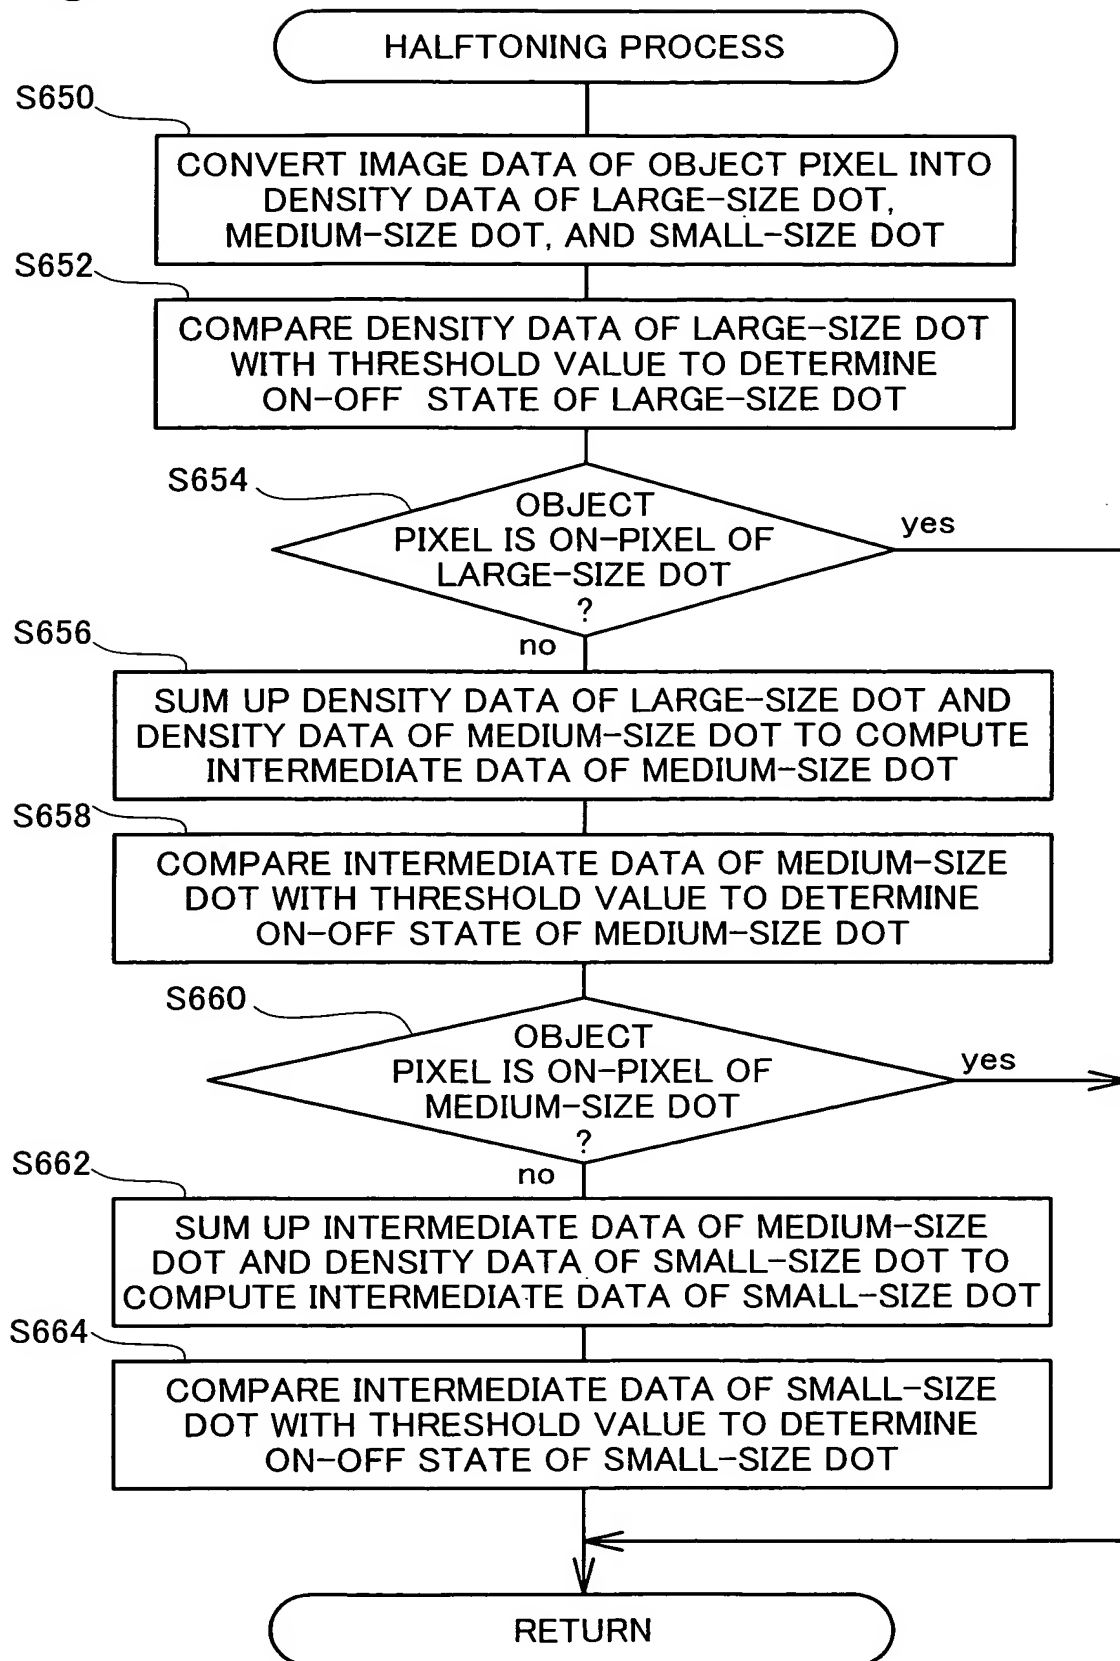 HALFTONING PROCESS
S650
CONVERT IMAGE DATA OF OBJECT PIXEL INTO
DENSITY DATA OF LARGE-SIZE DOT,
MEDIUM-SIZE DOT, AND SMALL-SIZE DOT
S652
COMPARE DENSITY DATA OF LARGE-SIZE DOT
WITH THRESHOLD VALUE TO DETERMINE
ON-OFF STATE OF LARGE-SIZE DOT
S654
OBJECT
PIXEL IS ON-PIXEL OF
LARGE-SIZE DOT
?
yes
no
S656
SUM UP DENSITY DATA OF LARGE-SIZE DOT AND
DENSITY DATA OF MEDIUM-SIZE DOT TO COMPUTE
INTERMEDIATE DATA OF MEDIUM-SIZE DOT
S658
COMPARE INTERMEDIATE DATA OF MEDIUM-SIZE
DOT WITH THRESHOLD VALUE TO DETERMINE
ON-OFF STATE OF MEDIUM-SIZE DOT
S660
OBJECT
PIXEL IS ON-PIXEL OF
MEDIUM-SIZE DOT
?
yes
no
S662
SUM UP INTERMEDIATE DATA OF MEDIUM-SIZE
DOT AND DENSITY DATA OF SMALL-SIZE DOT TO
COMPUTE INTERMEDIATE DATA OF SMALL-SIZE DOT
S664
COMPARE INTERMEDIATE DATA OF SMALL-SIZE
DOT WITH THRESHOLD VALUE TO DETERMINE
ON-OFF STATE OF SMALL-SIZE DOT
RETURN